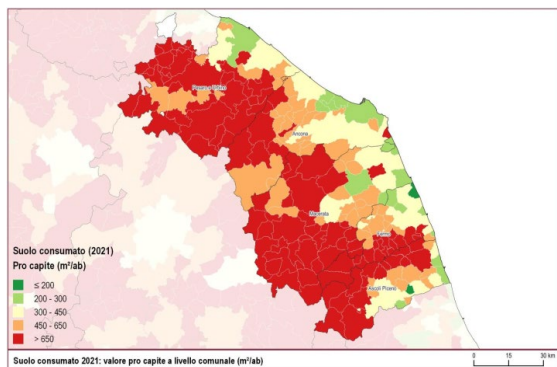 Pesaro e Urbino
Ancona
Macerata
Fermo
Ascoli Piceno
Suolo consumato (2021)
Pro capite (m²/ab)
≤ 200
200 - 300
300 - 450
450 - 650
> 650
Suolo consumato 2021: valore pro capite a livello comunale (m²/ab)
0 15 30 km